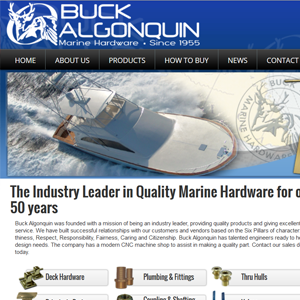 BUCK
ALGONQUIN
Marine Hardware • Since 1955
HOME ABOUT US PRODUCTS HOW TO BUY NEWS CONTACT
BUCK
MARINE HARDWARE
The Industry Leader in Quality Marine Hardware for o
50 years
Buck Algonquin was founded with a mission of being an industry leader, providing quality products and giving excellent
service. We have built successful relationships with our customers and vendors based on the Six Pillars of character
thiness, Respect, Responsibility, Fairness, Caring and Citizenship. Buck Algonquin has talented engineers ready to h
design needs. The company has a modern CNC machine shop to assist in making a quality part. Contact our sales d
today.
Deck Hardware Plumbing & Fittings Thru Hulls
Coupling & Shafting